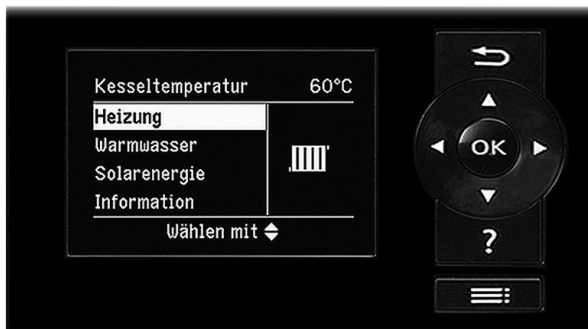 Kesseltemperatur 60°C
Heizung
Warmwasser
Solarenergie
Information
Wählen mit
OK
?